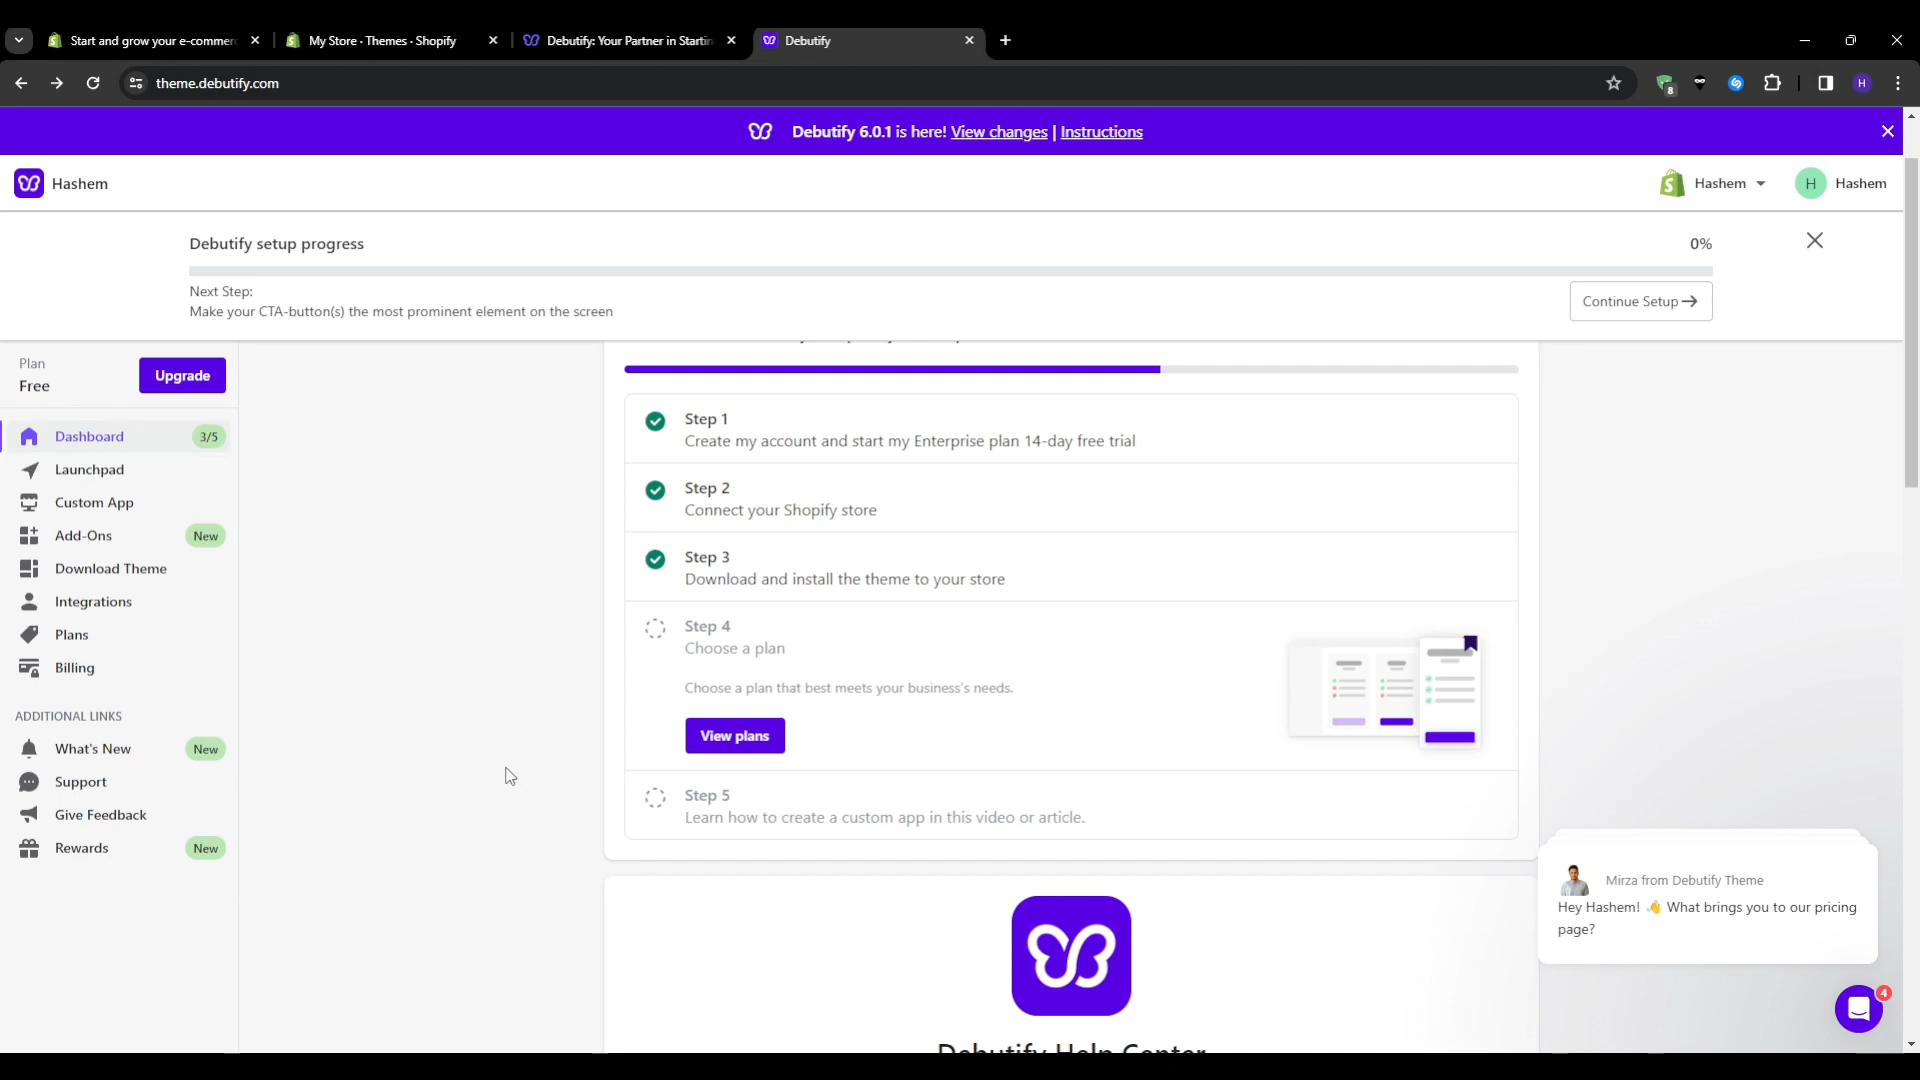 Start and grow your e-commer
My Store · Themes · Shopify
Debutify: Your Partner in Startin
Debutify
theme.debutify.com
8
H
Debutify 6.0.1 is here! View changes | Instructions
Hashem
Hashem
H
Hashem
Debutify setup progress
0%
Next Step:
Make your CTA-button(s) the most prominent element on the screen
Continue Setup→
Plan
Free
Upgrade
Dashboard
3/5
Launchpad
Custom App
Add-Ons
New
Download Theme
Integrations
Plans
Billing
ADDITIONAL LINKS
What's New
New
Support
Give Feedback
Rewards
New
Step 1
Create my account and start my Enterprise plan 14-day free trial
Step 2
Connect your Shopify store
Step 3
Download and install the theme to your store
Step 4
Choose a plan
Choose a plan that best meets your business's needs.
View plans
Step 5
Learn how to create a custom app in this video or article.
Debutify Help Center
Mirza from Debutify Theme
Hey Hashem! 👋 What brings you to our pricing
page?
4